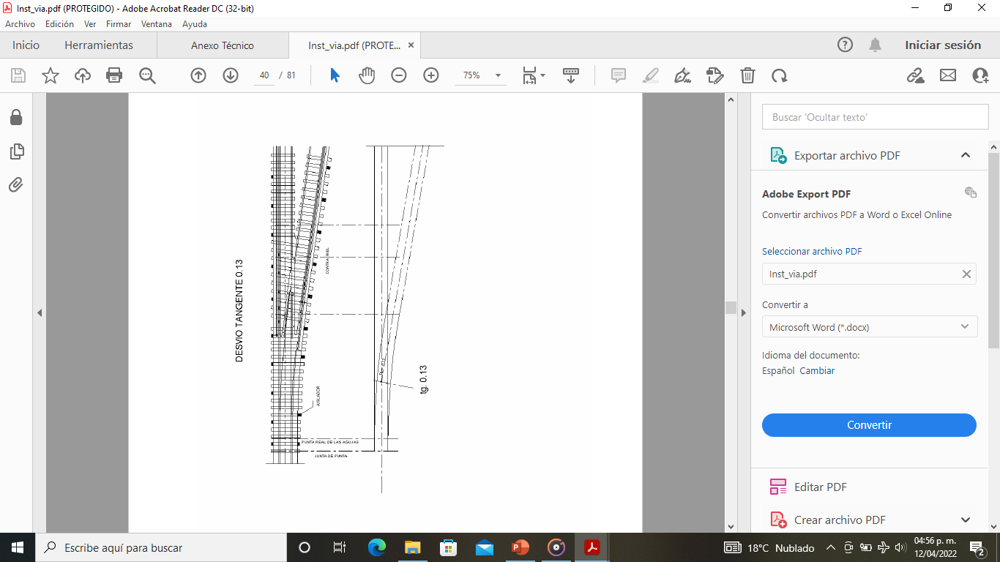 Inst_via.pdf (PROTEGIDO) - Adobe Acrobat Reader DC (32-bit)
Archivo Edición Ver Firmar Ventana Ayuda
Inicio Herramientas Anexo Técnico Inst_via.pdf (PROTE... × Iniciar sesión
40 / 81 75%
DESVIO TANGENTE 0.13
CONTRA RIEL
AISLADOR
tg. 0.13
PUNTA REAL DE LAS AGUJAS
JUNTA DE PUNTA
Buscar 'Ocultar texto'
Exportar archivo PDF
Adobe Export PDF
Convertir archivos PDF a Word o Excel Online
Seleccionar archivo PDF
Inst_via.pdf
Convertir a
Microsoft Word (*.docx)
Idioma del documento:
Español Cambiar
Convertir
Editar PDF
Crear archivo PDF
Escribe aquí para buscar
18°C Nublado
04:56 p. m.
12/04/2022
2